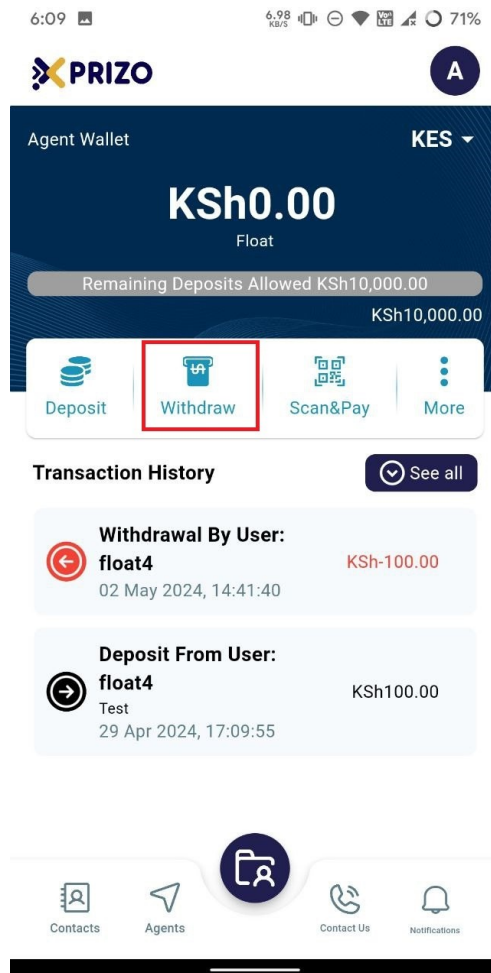 6:09 6.98 KB/S Vo) LTE 71%
PRIZO
A
Agent Wallet KES
KSh0.00
Float
Remaining Deposits Allowed KSh10,000.00
KSh10,000.00
Deposit Withdraw Scan&Pay More
Transaction History See all
Withdrawal By User:
float4 KSh-100.00
02 May 2024, 14:41:40
Deposit From User:
float4 KSh100.00
Test
29 Apr 2024, 17:09:55
Contacts Agents Contact Us Notifications